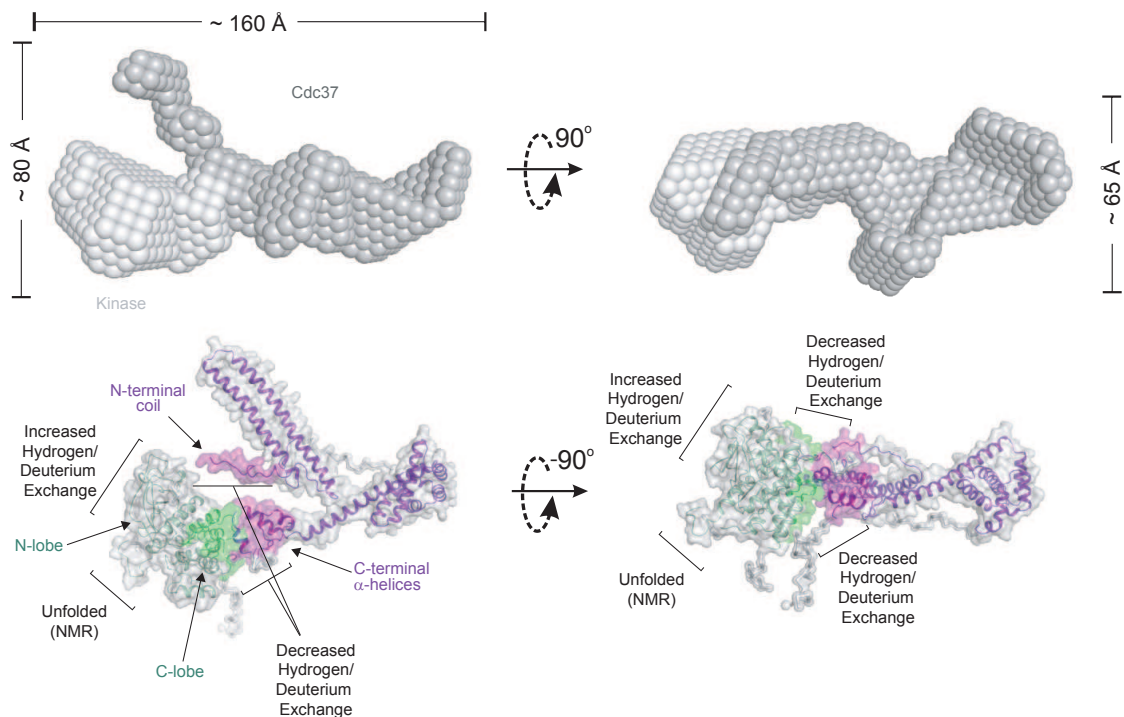 ~ 160 Å
Cdc37
~ 80 Å
Kinase
90°
~ 65 Å
N-terminal
coil
Increased
Hydrogen/
Deuterium
Exchange
N-lobe
Unfolded
(NMR)
C-lobe
C-terminal
α-helices
Decreased
Hydrogen/
Deuterium
Exchange
-90°
Decreased
Hydrogen/
Deuterium
Exchange
Increased
Hydrogen/
Deuterium
Exchange
Unfolded
(NMR)
Decreased
Hydrogen/
Deuterium
Exchange